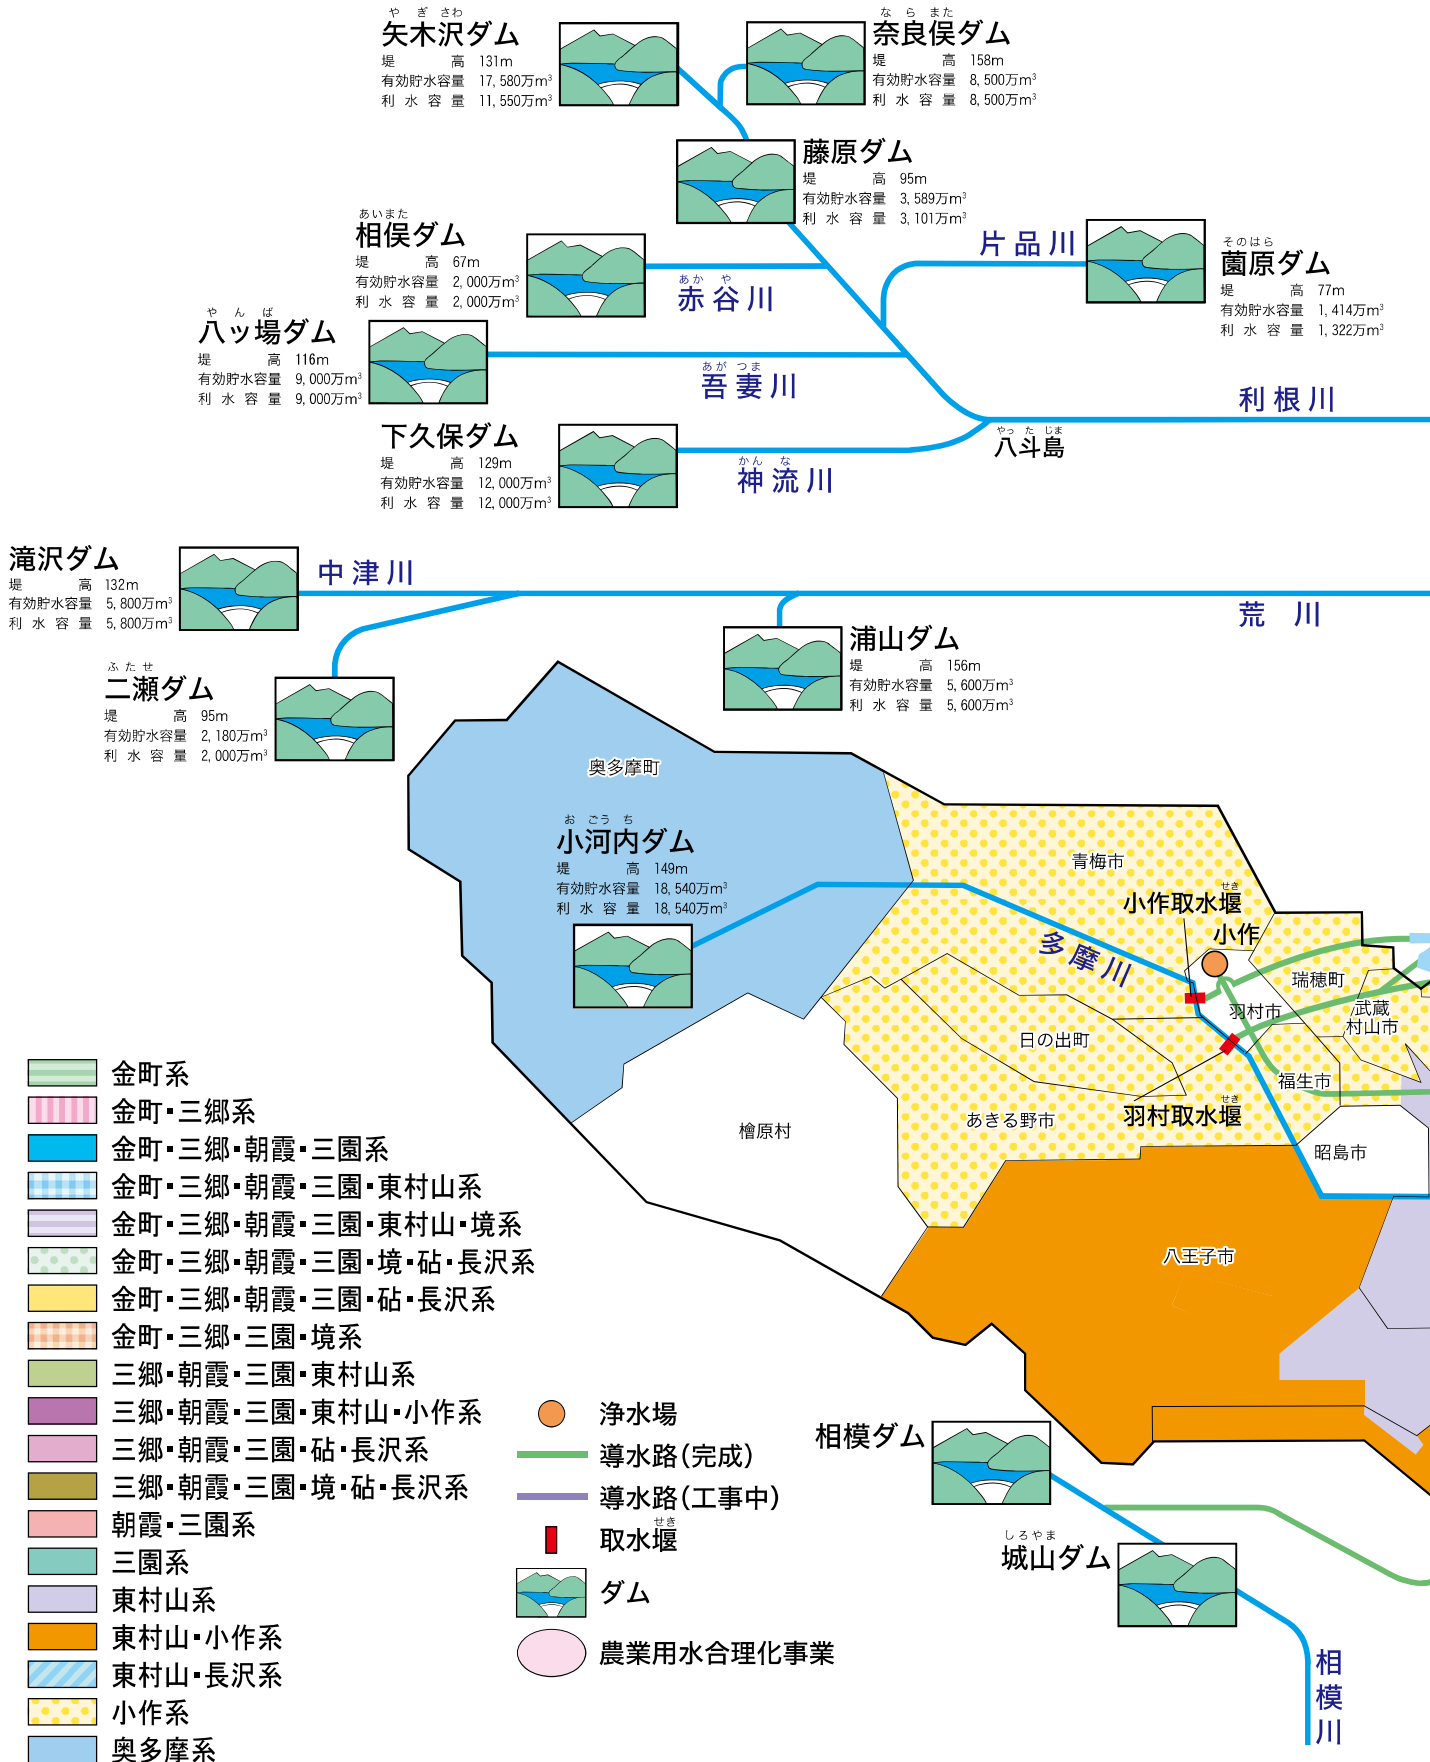 やぎさわ
矢木沢ダム
堤高 131m
有効貯水容量 17,580万m³
利水容量 11,550万m³
ならまた
奈良俣ダム
堤高 158m
有効貯水容量 8,500万m³
利水容量 8,500万m³
藤原ダム
堤高 95m
有効貯水容量 3,589万m³
利水容量 3,101万m³
あいまた
相俣ダム
堤高 67m
有効貯水容量 2,000万m³
利水容量 2,000万m³
あかや
赤谷川
片品川
そのはら
薗原ダム
堤高 77m
有効貯水容量 1,414万m³
利水容量 1,322万m³
やんば
八ッ場ダム
堤高 116m
有効貯水容量 9,000万m³
利水容量 9,000万m³
あがつま
吾妻川
利根川
やったじま
八斗島
下久保ダム
堤高 129m
有効貯水容量 12,000万m³
利水容量 12,000万m³
かんな
神流川
滝沢ダム
堤高 132m
有効貯水容量 5,800万m³
利水容量 5,800万m³
中津川
荒川
ふたせ
二瀬ダム
堤高 95m
有効貯水容量 2,180万m³
利水容量 2,000万m³
浦山ダム
堤高 156m
有効貯水容量 5,600万m³
利水容量 5,600万m³
奥多摩町
おごうち
小河内ダム
堤高 149m
有効貯水容量 18,540万m³
利水容量 18,540万m³
青梅市
せき
小作取水堰
小作
多摩川
瑞穂町
羽村市
武蔵
村山市
日の出町
福生市
せき
羽村取水堰
あきる野市
檜原村
昭島市
八王子市
金町系
金町・三郷系
金町・三郷・朝霞・三園系
金町・三郷・朝霞・三園・東村山系
金町・三郷・朝霞・三園・東村山・境系
金町・三郷・朝霞・三園・境・砧・長沢系
金町・三郷・朝霞・三園・砧・長沢系
金町・三郷・三園・境系
三郷・朝霞・三園・東村山系
三郷・朝霞・三園・東村山・小作系
三郷・朝霞・三園・砧・長沢系
三郷・朝霞・三園・境・砧・長沢系
朝霞・三園系
三園系
東村山系
東村山・小作系
東村山・長沢系
小作系
奥多摩系
浄水場
導水路(完成)
導水路(工事中)
せき
取水堰
ダム
農業用水合理化事業
相模ダム
しろやま
城山ダム
相模川